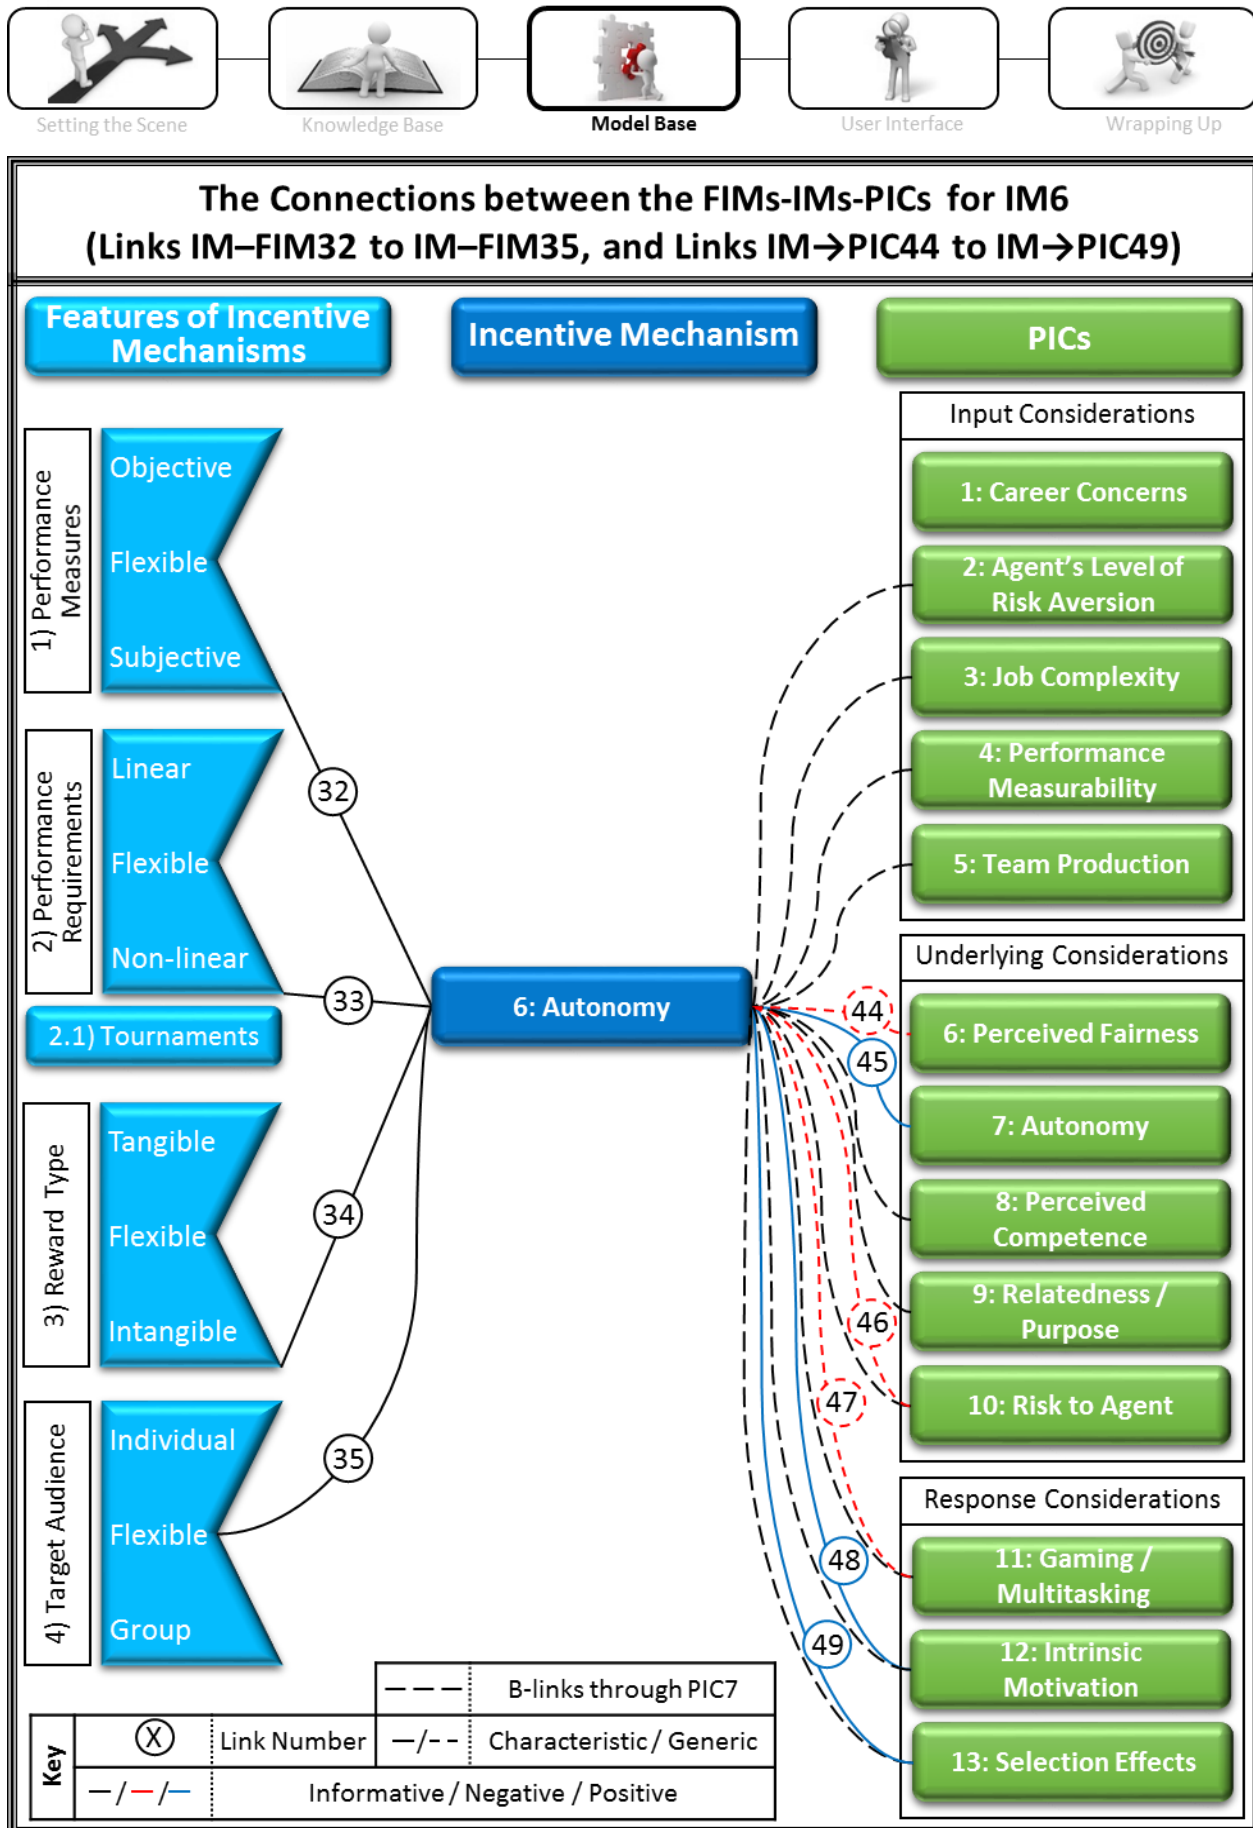 Setting the Scene
Knowledge Base
Model Base
User Interface
Wrapping Up
The Connections between the FIMs-IMs-PICs for IM6
(Links IM–FIM32 to IM–FIM35, and Links IM→PIC44 to IM→PIC49)
Features of Incentive
Mechanisms
Incentive Mechanism
PICs
1) Performance
Measures
Objective
Flexible
Subjective
2) Performance
Requirements
Linear
Flexible
Non-linear
2.1) Tournaments
3) Reward Type
Tangible
Flexible
Intangible
4) Target Audience
Individual
Flexible
Group
32
33
34
35
6: Autonomy
44
45
46
47
48
49
Input Considerations
1: Career Concerns
2: Agent’s Level of
Risk Aversion
3: Job Complexity
4: Performance
Measurability
5: Team Production
Underlying Considerations
6: Perceived Fairness
7: Autonomy
8: Perceived
Competence
9: Relatedness /
Purpose
10: Risk to Agent
Response Considerations
11: Gaming /
Multitasking
12: Intrinsic
Motivation
13: Selection Effects
Key
B-links through PIC7
X
Link Number
—/--
Characteristic / Generic
—/—/—
Informative / Negative / Positive